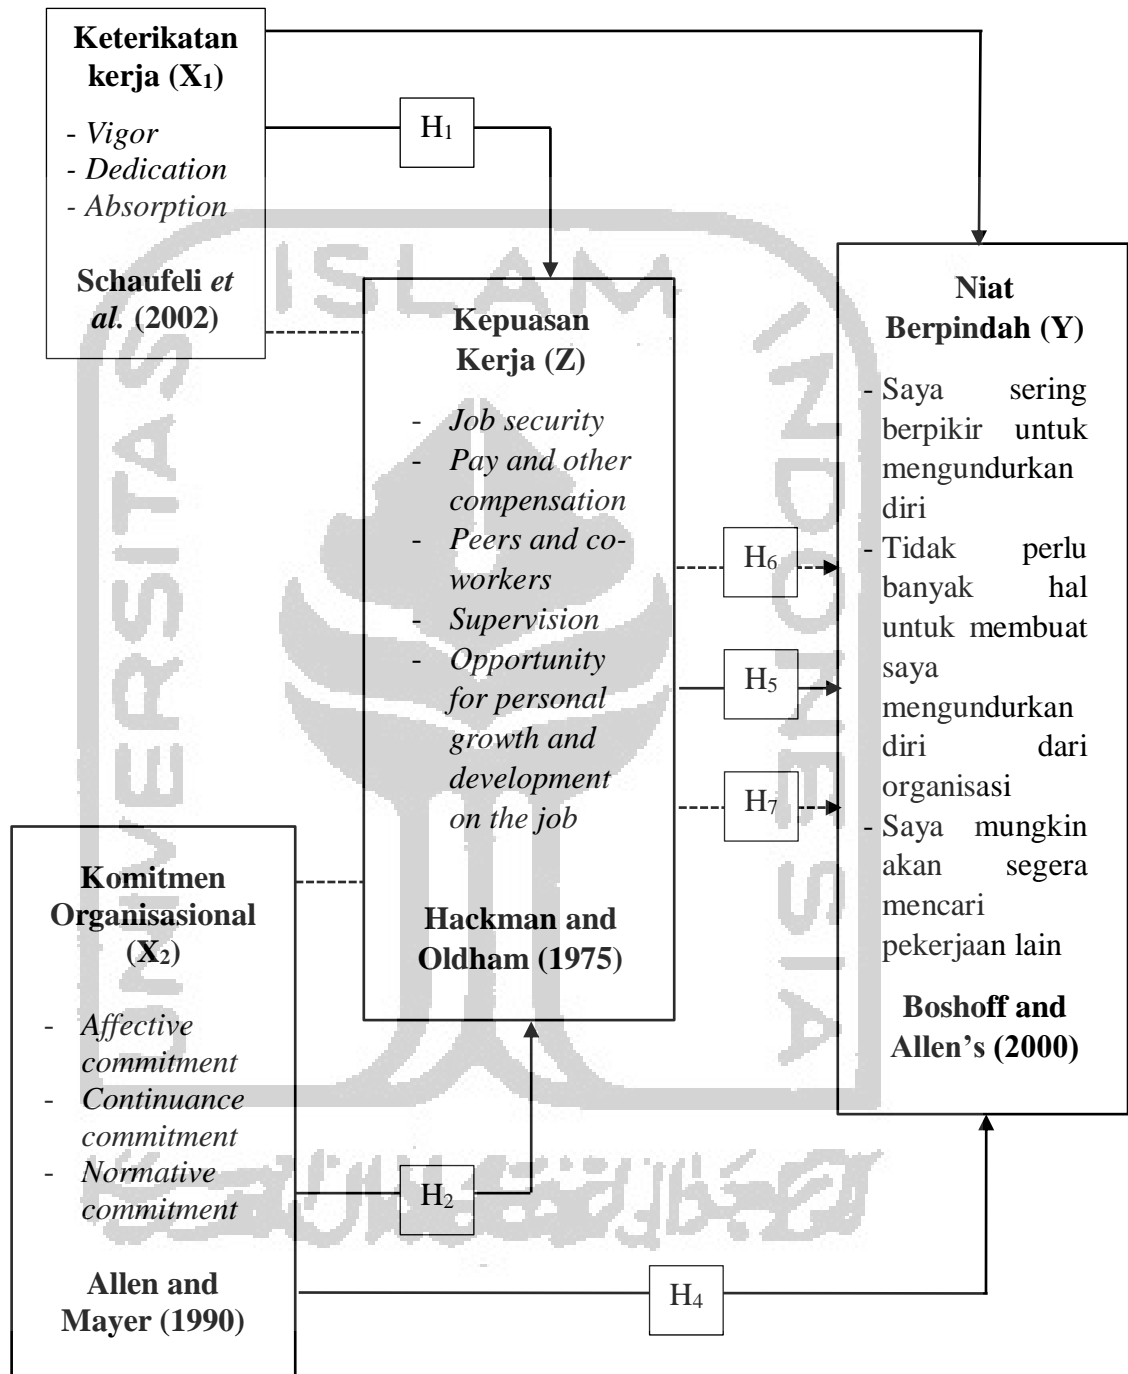 Keterikatan
kerja (X₁)
- Vigor
- Dedication
- Absorption
Schaufeli et
al. (2002)
H₁
Kepuasan
Kerja (Z)
- Job security
- Pay and other
compensation
- Peers and co-
workers
- Supervision
- Opportunity
for personal
growth and
development
on the job
Hackman and
Oldham (1975)
Niat
Berpindah (Y)
- Saya sering
berpikir untuk
mengundurkan
diri
- Tidak perlu
banyak hal
untuk membuat
saya
mengundurkan
diri dari
organisasi
- Saya mungkin
akan segera
mencari
pekerjaan lain
Boshoff and
Allen’s (2000)
H₆
H₅
H₇
Komitmen
Organisasional
(X₂)
- Affective
commitment
- Continuance
commitment
- Normative
commitment
Allen and
Mayer (1990)
H₂
H₄
UNIVERSITAS
ISLAM
INDONESIA